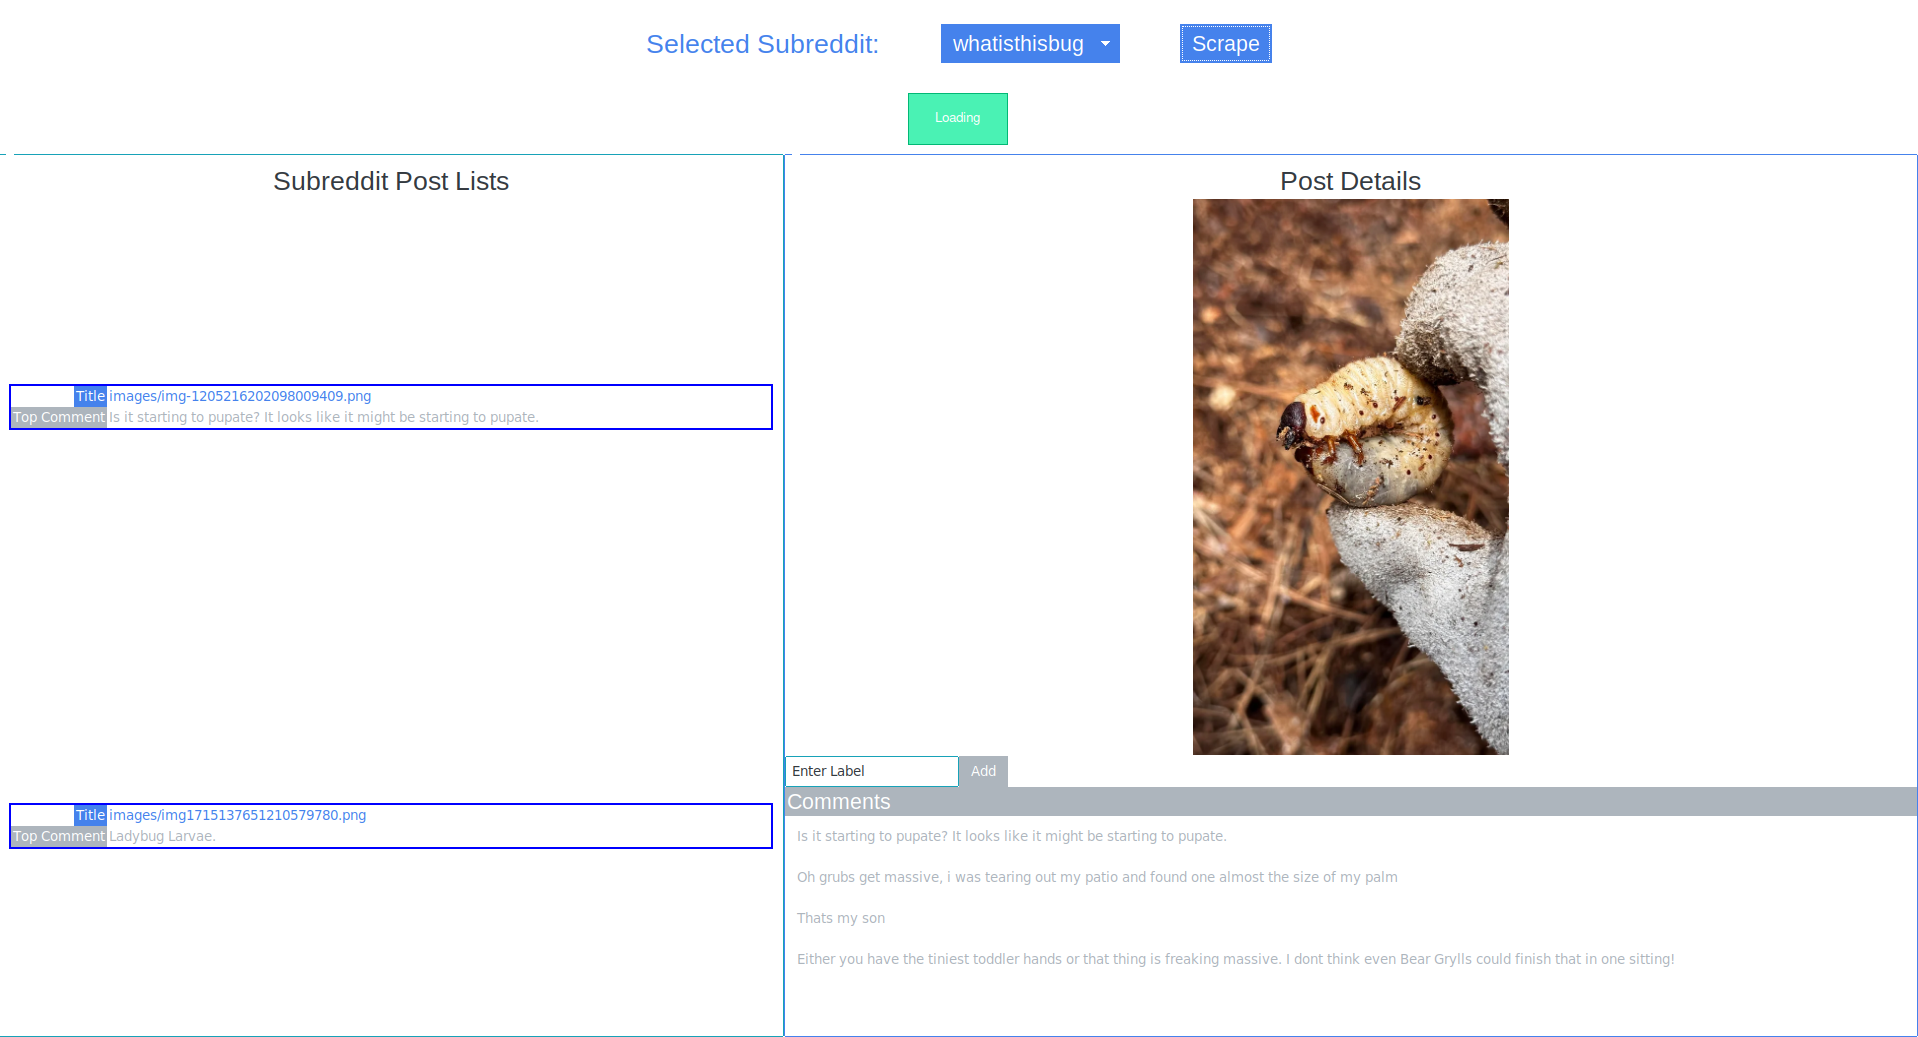 Selected Subreddit:
whatisthisbug
Scrape
Loading
Subreddit Post Lists
Title images/img-1205216202098009409.png
Top Comment Is it starting to pupate? It looks like it might be starting to pupate.
Title images/img1715137651210579780.png
Top Comment Ladybug Larvae.
Post Details
Enter Label
Add
Comments
Is it starting to pupate? It looks like it might be starting to pupate.
Oh grubs get massive, i was tearing out my patio and found one almost the size of my palm
Thats my son
Either you have the tiniest toddler hands or that thing is freaking massive. I dont think even Bear Grylls could finish that in one sitting!